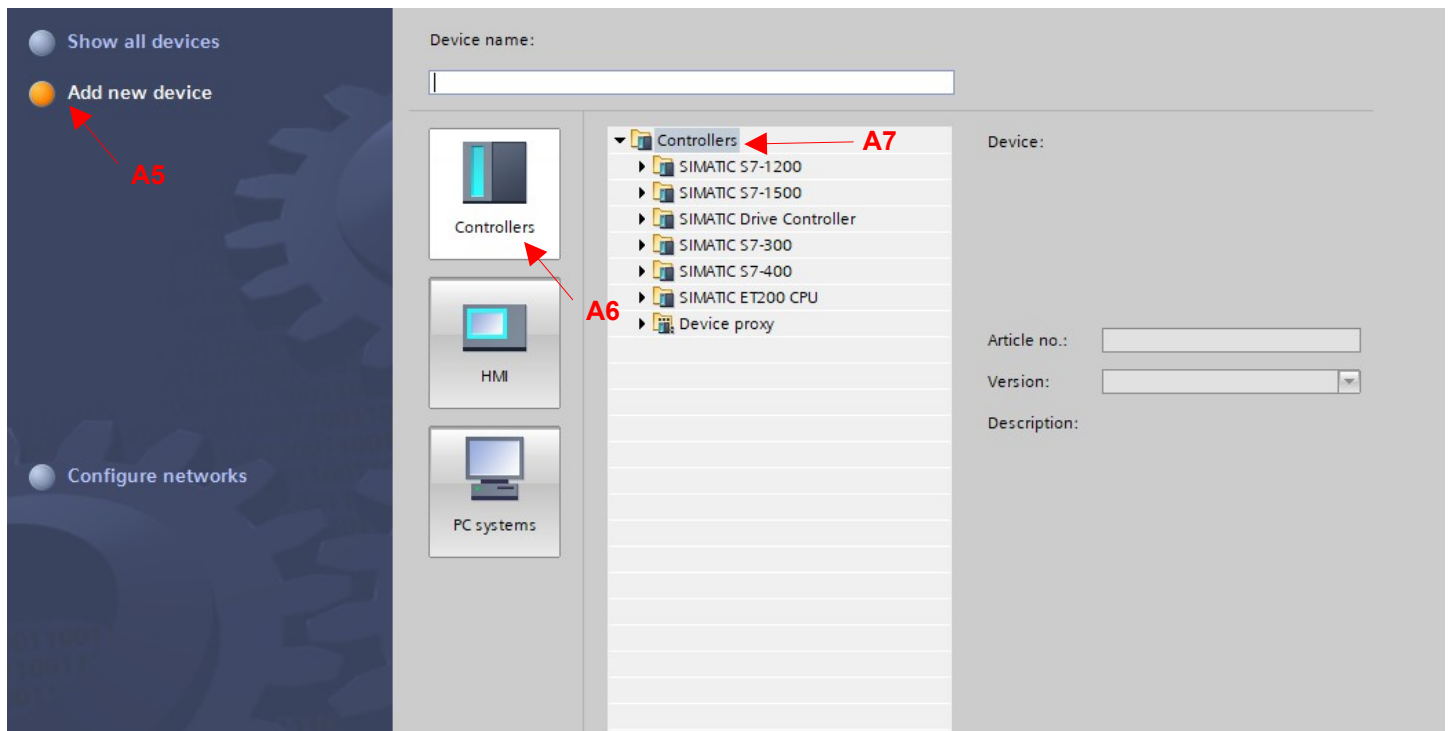 Show all devices
Add new device
A5
Configure networks
Device name:
Controllers
A6
HMI
PC systems
Controllers
A7
SIMATIC S7-1200
SIMATIC S7-1500
SIMATIC Drive Controller
SIMATIC S7-300
SIMATIC S7-400
SIMATIC ET200 CPU
Device proxy
Device:
Article no.:
Version:
Description: